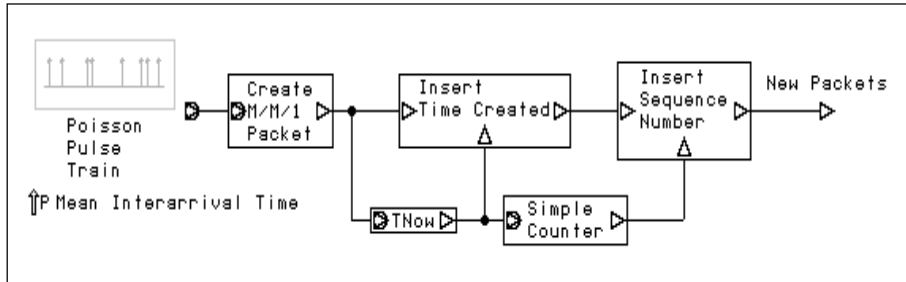 Poisson
Pulse
Train
⇑P Mean Interarrival Time
Create
M/M/1
Packet
Insert
Time Created
Insert
Sequence
Number
New Packets
TNow
Simple
Counter